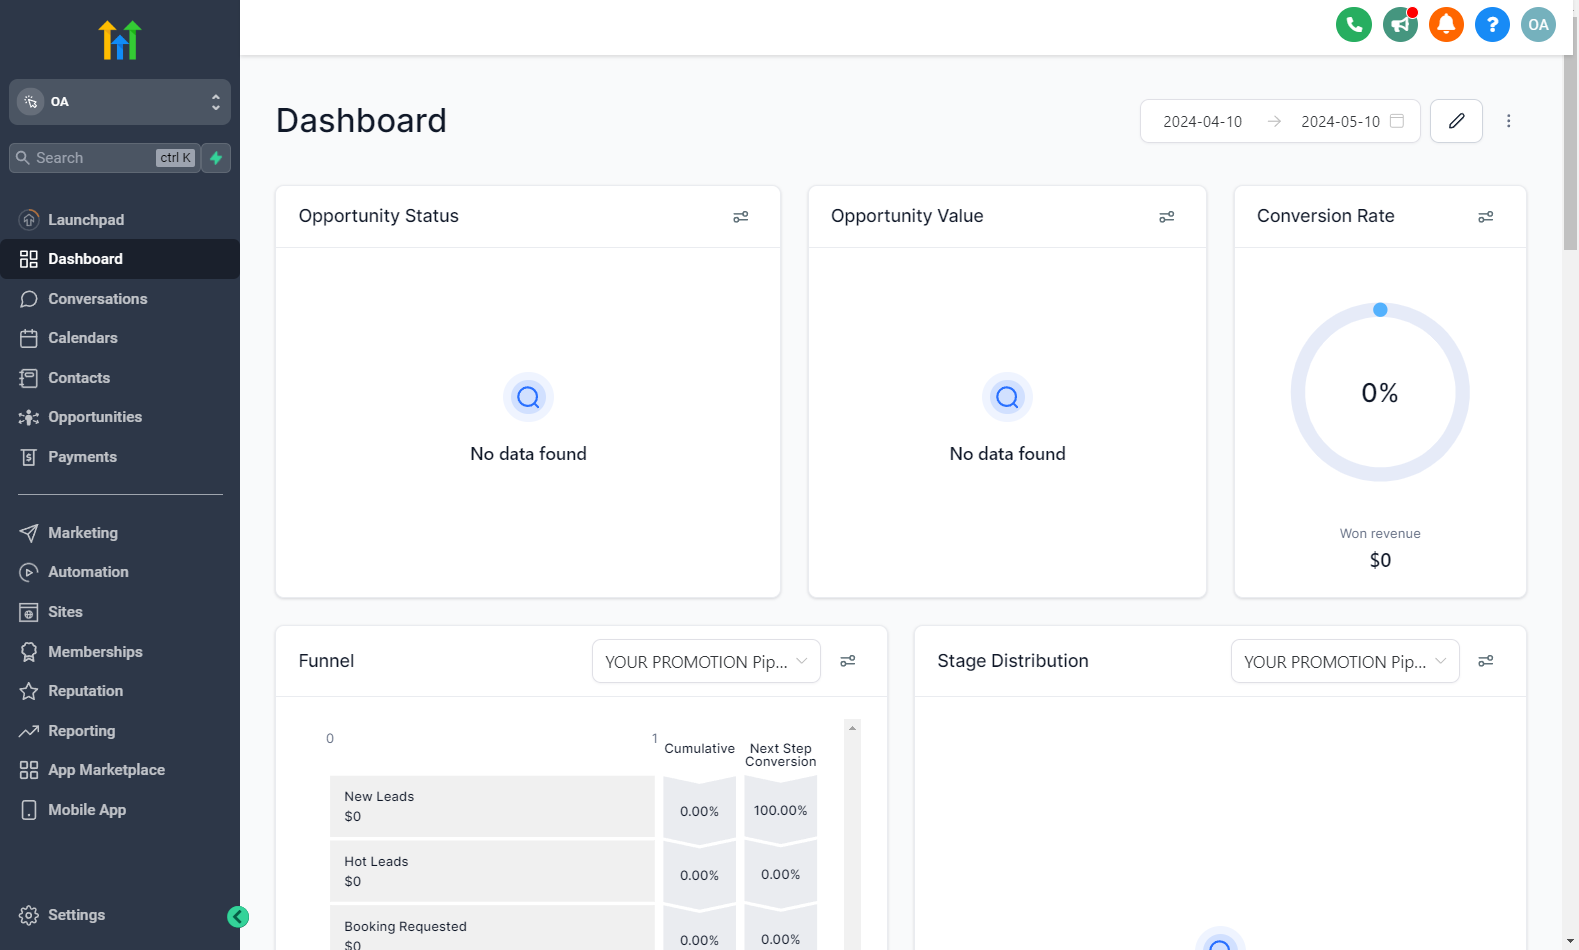 OA
Search
ctrl K
Launchpad
Dashboard
Conversations
Calendars
Contacts
Opportunities
Payments
Marketing
Automation
Sites
Memberships
Reputation
Reporting
App Marketplace
Mobile App
Settings
?
OA
Dashboard
2024-04-10
2024-05-10
Opportunity Status
No data found
Opportunity Value
No data found
Conversion Rate
0%
Won revenue
$0
Funnel
YOUR PROMOTION Pip...
0
1
Cumulative
Next Step
Conversion
New Leads
$0
0.00%
100.00%
Hot Leads
$0
0.00%
0.00%
Booking Requested
$0
0.00%
0.00%
Stage Distribution
YOUR PROMOTION Pip...